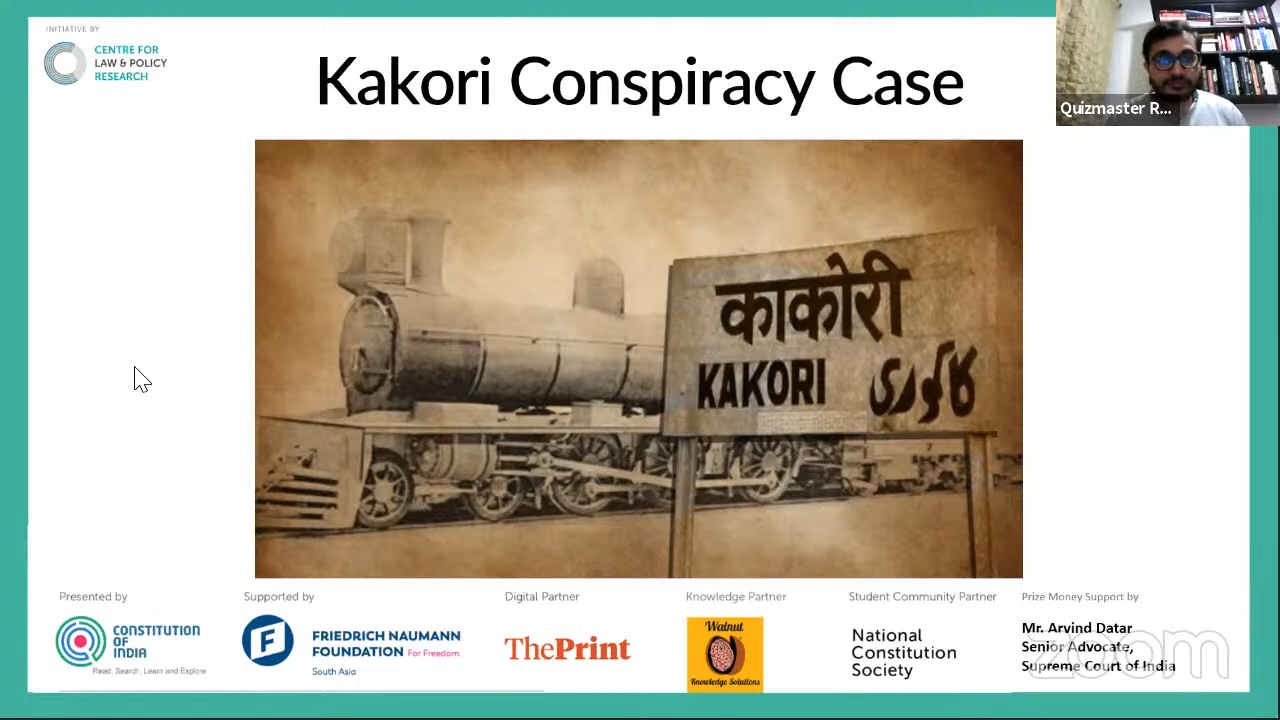 INITIATIVE BY
CENTRE FOR
LAW & POLICY
RESEARCH
Kakori Conspiracy Case
Quizmaster R...
काकोरी
KAKORI کاکوری
Presented by
CONSTITUTION
OF
INDIA
Read, Search, Learn and Explore
Supported by
FRIEDRICH NAUMANN
FOUNDATION For Freedom.
South Asia
Digital Partner
ThePrint
Knowledge Partner
Walnut
Knowledge Solutions
Student Community Partner
National
Constitution
Society
Prize Money Support by
Mr. Arvind Datar
Senior Advocate,
Supreme Court of India
zoom